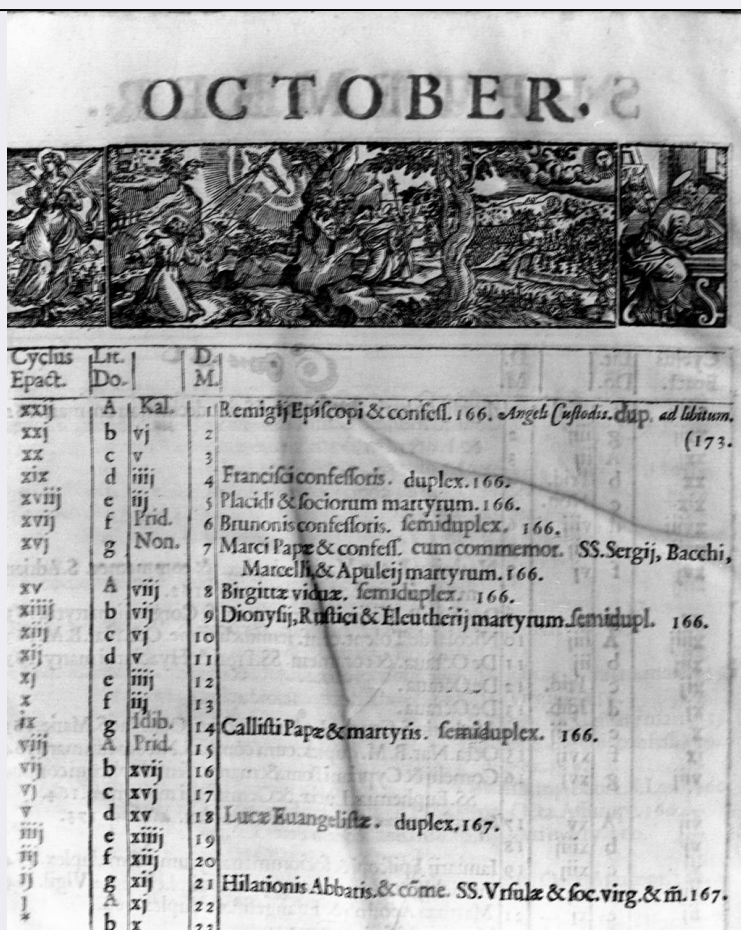 OCTOBER.
Cyclus Lit. D.
Epact. Do. M.
xxij A Kal. 1 Remigij Epiſcopi & confeſſ. 166. Angeli Cuſtodis. dup. ad libitum.
xxj b vj 2 (173.
xx c v 3
xix d iiij 4 Franciſci confeſſoris. duplex. 166.
xviij e iij 5 Placidi & ſociorum martyrum. 166.
xvij f Prid. 6 Brunonis confeſſoris. ſemiduplex. 166.
xvj g Non. 7 Marci Papæ & confeſſ. cum commemor. SS. Sergij, Bacchi,
Marcelli, & Apuleij martyrum. 166.
xv A viij 8 Birgittæ viduæ. ſemiduplex. 166.
xiiij b vij 9 Dionyſij, Ruſtici & Eleutherij martyrum. ſemidupl. 166.
xiij c vj 10
xij d v 11
xj e iiij 12
x f iij 13
ix g Idib. 14 Calliſti Papæ & martyris. ſemiduplex. 166.
viij A Prid. 15
vij b xvij 16
vj c xvj 17
v d xv 18 Lucæ Euangeliſtæ. duplex. 167.
iiij e xiiij 19
iij f xiij 20
ij g xij 21 Hilarionis Abbatis. & cõme. SS. Vrſulæ & ſoc. virg. & m̃. 167.
j A xj 22
* b x 23